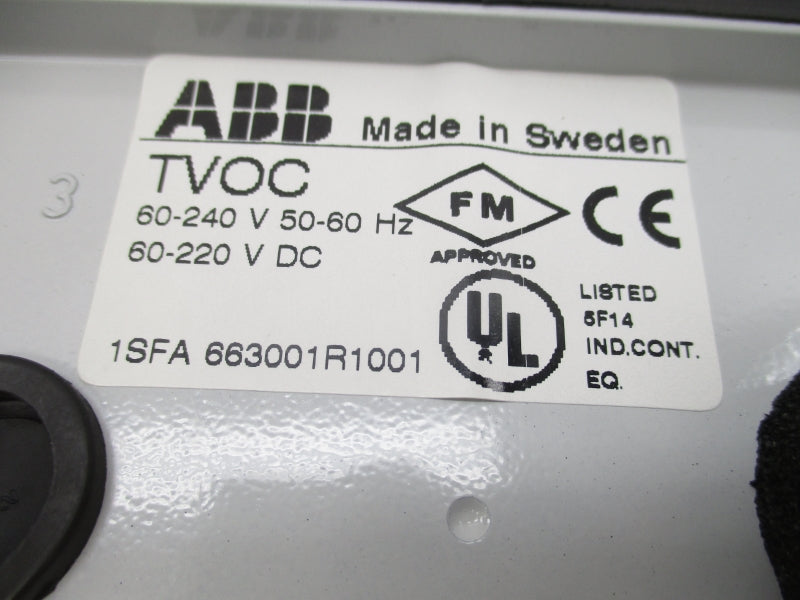 ABB Made in Sweden
TVOC
60-240 V 50-60 Hz
60-220 V DC
FM
APPROVED
CE
UL
LISTED
5F14
IND.CONT.
EQ.
1SFA 663001R1001
3